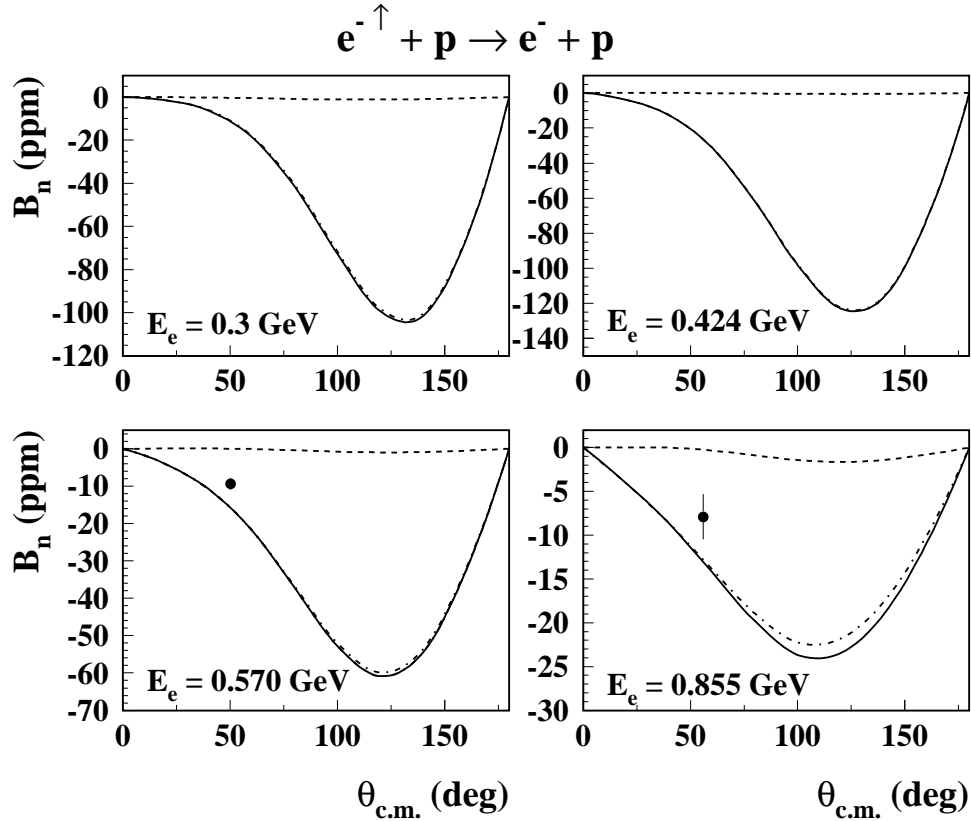 e⁻ ↑ + p → e⁻ + p
Bₙ (ppm)
0
-20
-40
-60
-80
-100
-120
Eₑ = 0.3 GeV
0 50 100 150
0
-20
-40
-60
-80
-100
-120
-140
Eₑ = 0.424 GeV
0 50 100 150
Bₙ (ppm)
0
-10
-20
-30
-40
-50
-60
-70
Eₑ = 0.570 GeV
0 50 100 150
θc.m. (deg)
0
-5
-10
-15
-20
-25
-30
Eₑ = 0.855 GeV
0 50 100 150
θc.m. (deg)